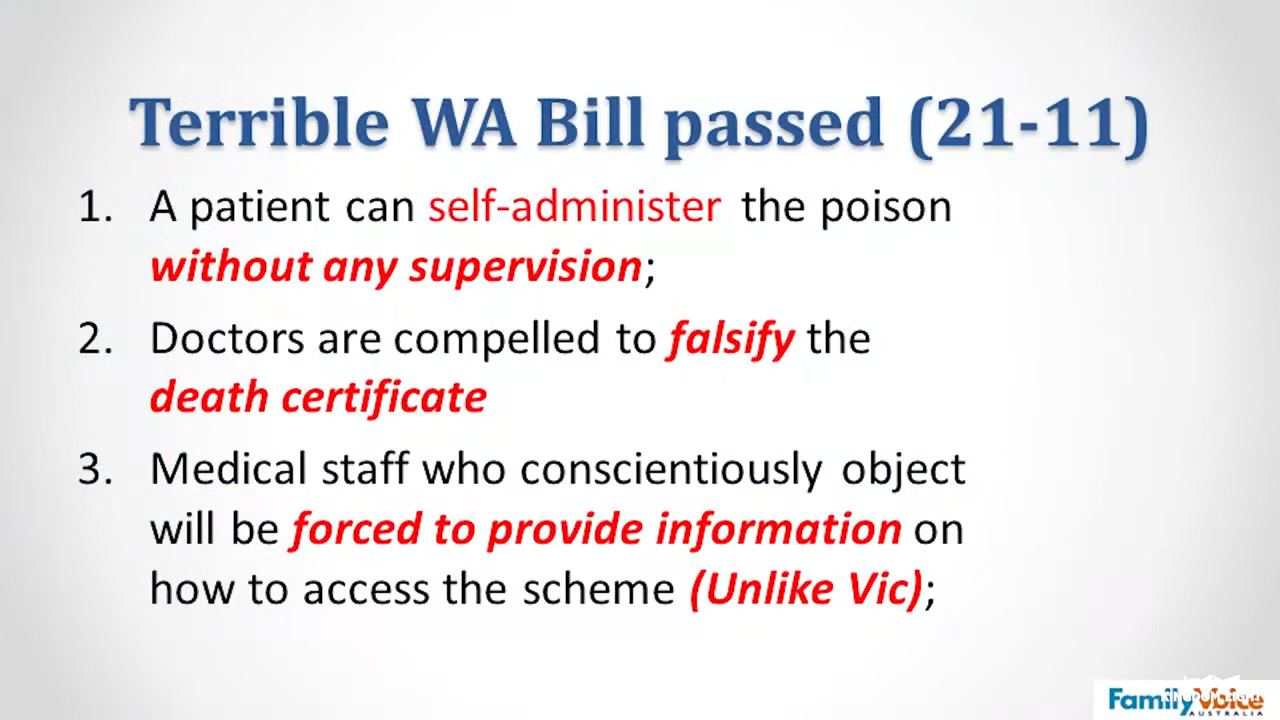 Terrible WA Bill passed (21-11)
1. A patient can self-administer the poison
without any supervision;
2. Doctors are compelled to falsify the
death certificate
3. Medical staff who conscientiously object
will be forced to provide information on
how to access the scheme (Unlike Vic);
FamilyVoice
AUSTRALIA